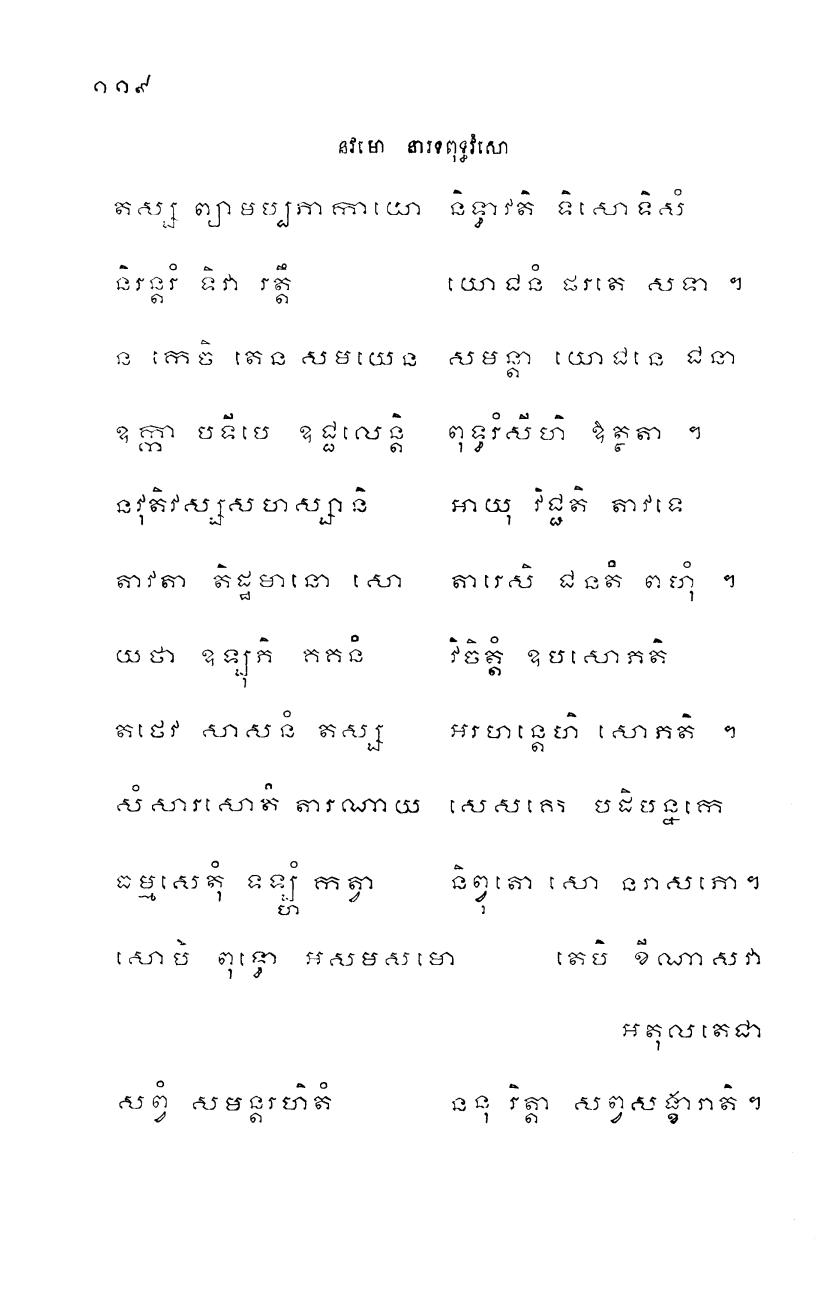 ១១៩
នវមោ នារទពុទ្ធវំសោ
តស្ស ព្យាមប្បភាកាយោ និទ្ធាវតិ ទិសោទិសំ
និរន្តរំ ទិវា រត្តឹ យោជនំ ផរតេ សទា ។
ន កេចិ តេន សមយេន សមន្តា យោជនេ ជនា
ឧក្កា បទីបេ ឧជ្ជលេន្តិ ពុទ្ធរំសីហិ ឱត្ថតា ។
នវុតិវស្សសហស្សានិ អាយុ វិជ្ជតិ តាវទេ
តាវតា តិដ្ឋមានោ សោ តារេសិ ជនតំ ពហុំ ។
យថា ឧឡ្ុភិ គគនំ វិចិត្តំ ឧបសោភតិ
តថេវ សាសនំ តស្ស អរហន្តេហិ សោភតិ ។
សំសារសោតំ តារណាយ សេសកេ បដិបន្នកេ
ធម្មសេតុំ ទឡ្ហំ កត្វា និព្វុតោ សោ នរាសភោ។
សោបិ ពុទ្ធោ អសមសមោ តេបិ ខីណាសវា
អតុលតេជា
សព្វំ សមន្តរហិតំ ននុ រិត្តា សព្វសង្ខារាតិ។